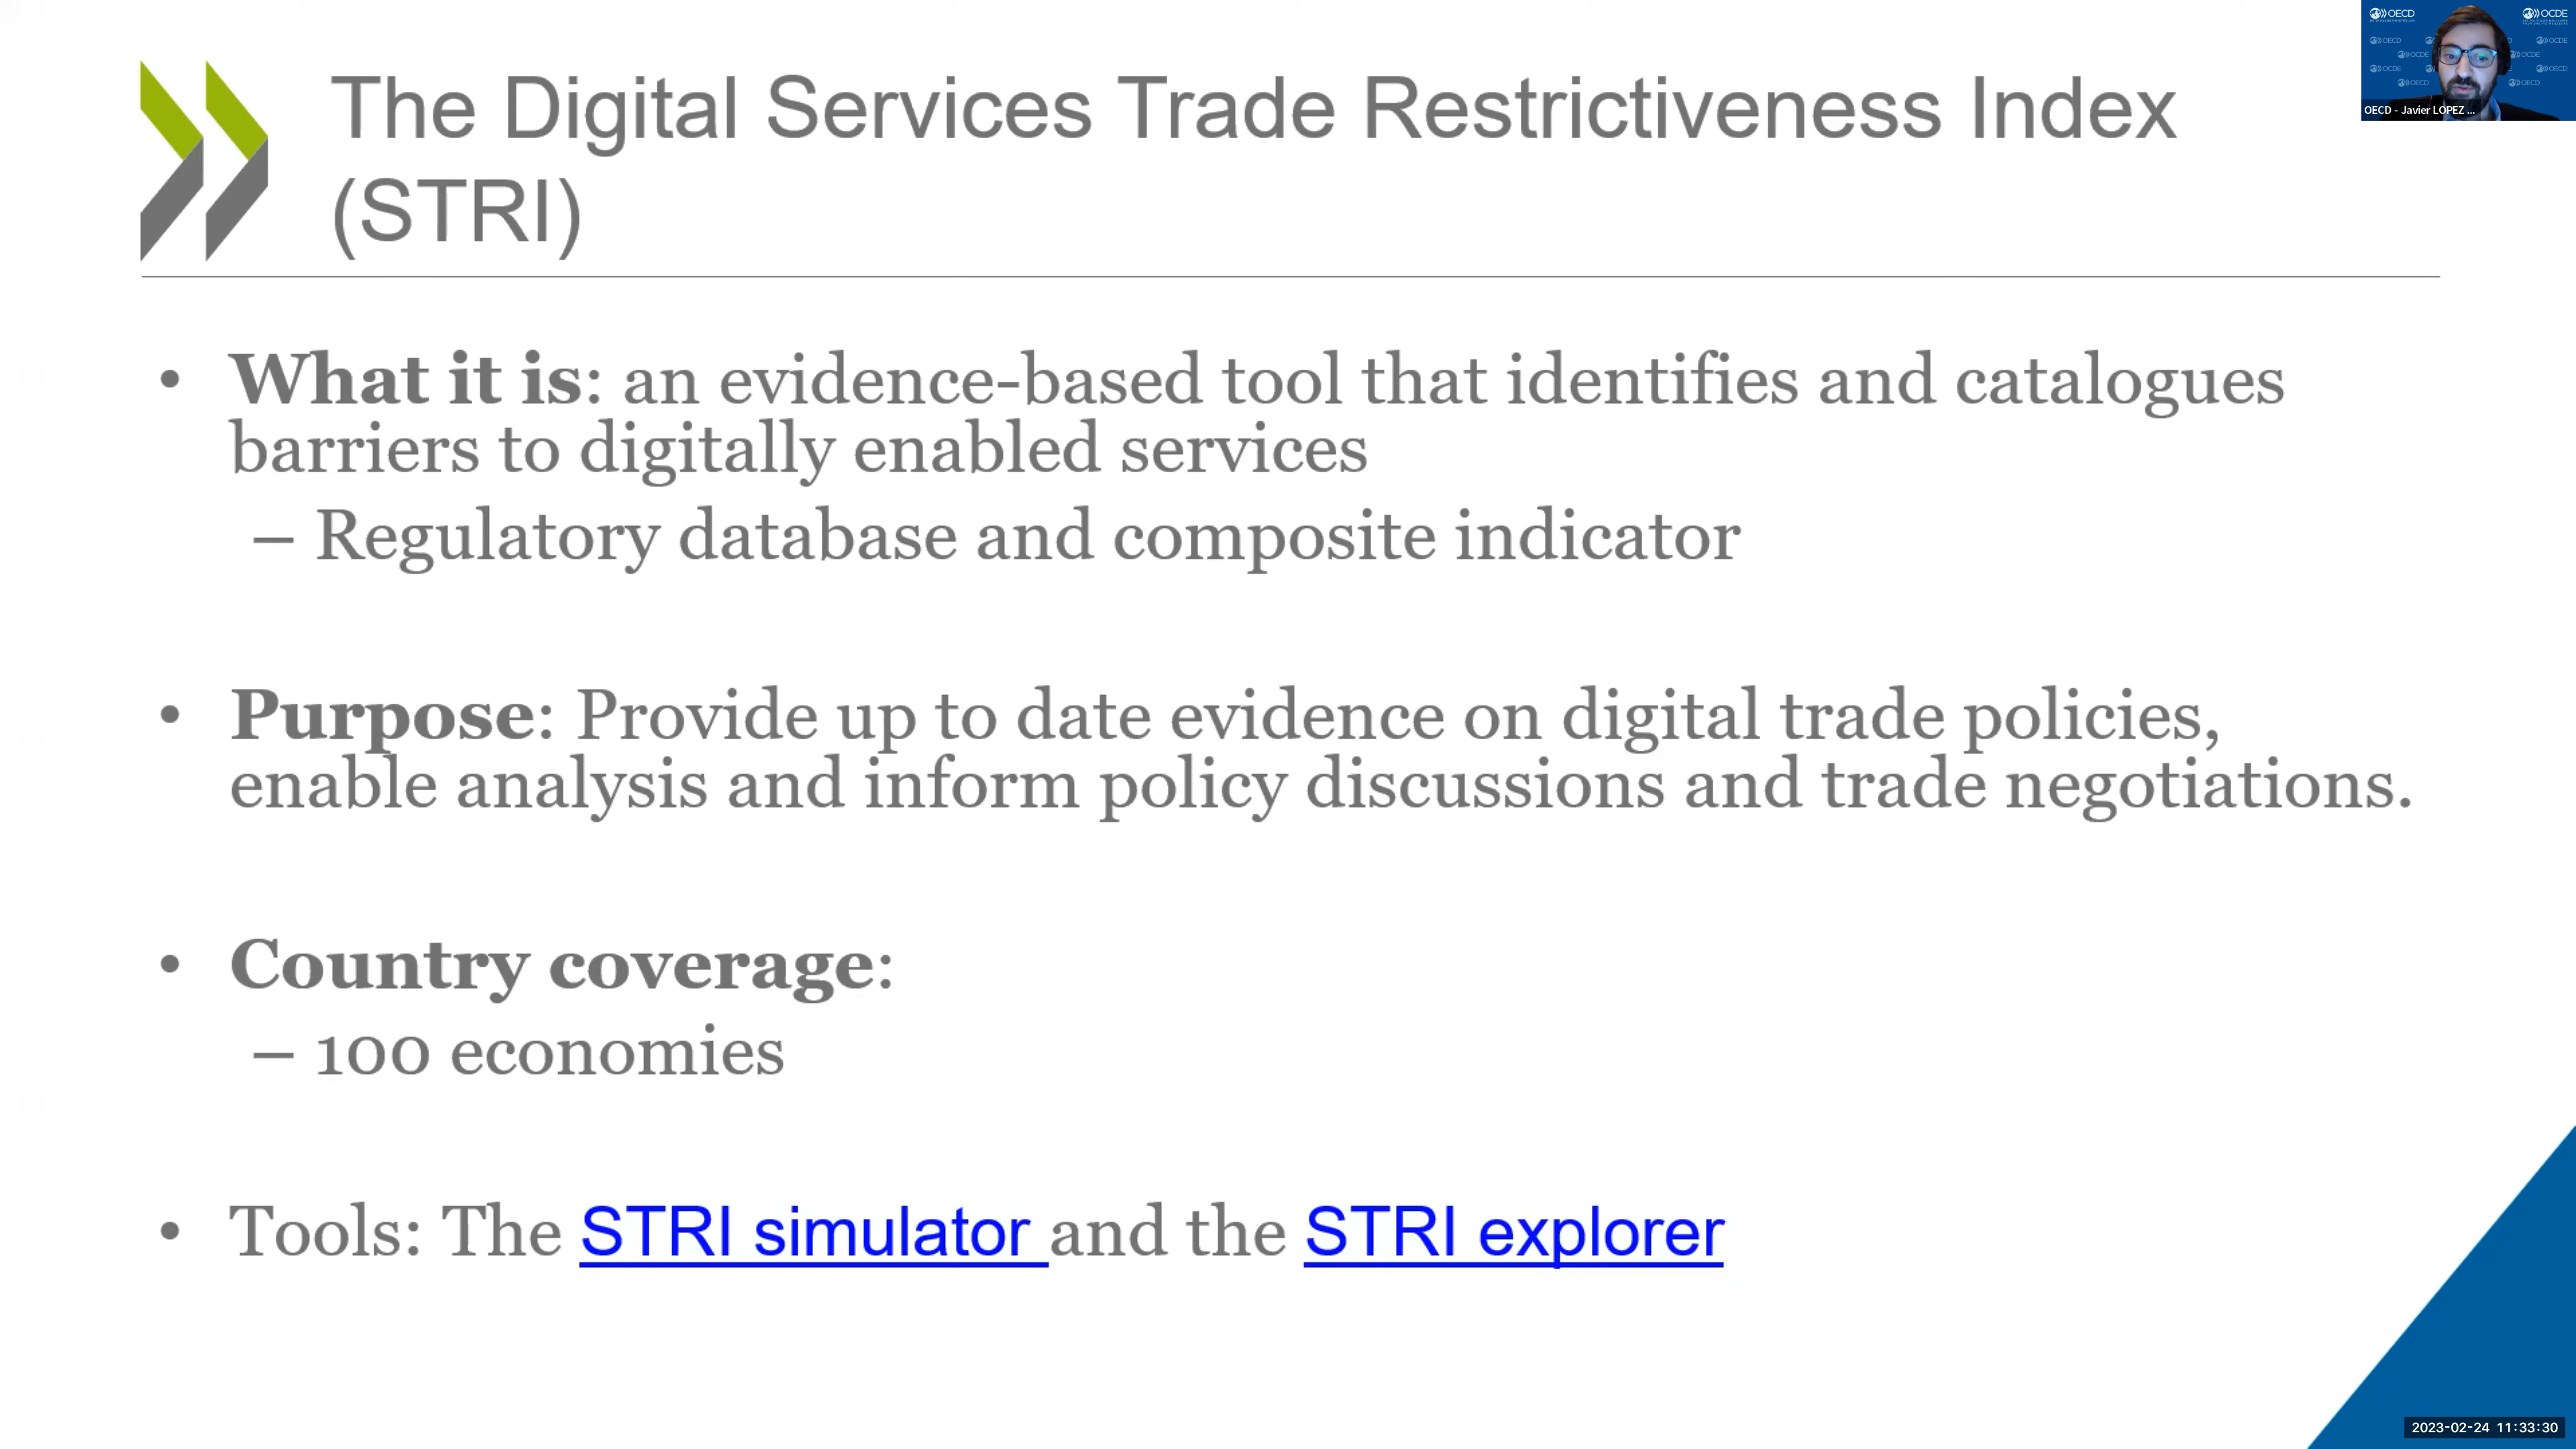 The Digital Services Trade Restrictiveness Index
(STRI)
• What it is: an evidence-based tool that identifies and catalogues
barriers to digitally enabled services
– Regulatory database and composite indicator
• Purpose: Provide up to date evidence on digital trade policies,
enable analysis and inform policy discussions and trade negotiations.
• Country coverage:
– 100 economies
• Tools: The STRI simulator and the STRI explorer
OECD
OCDE
OECD - Javier LOPEZ ...
2023-02-24 11:33:30